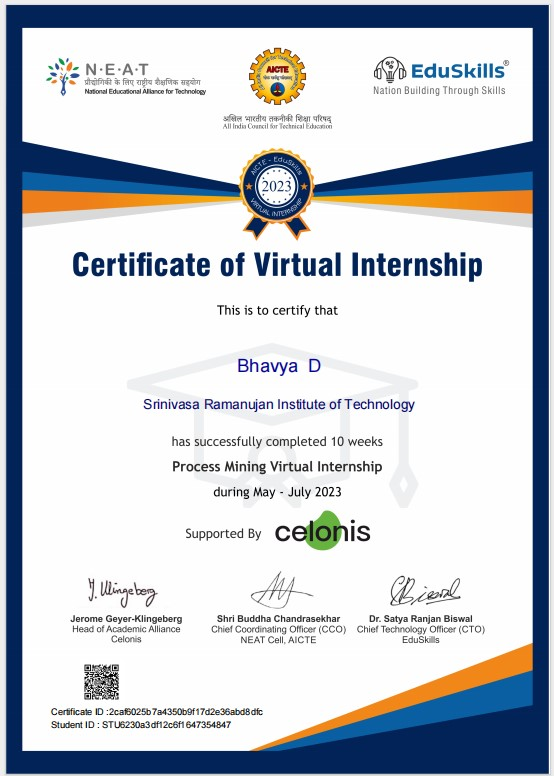 N·E·A·T
प्रौद्योगिकी के लिए राष्ट्रीय शैक्षणिक सहयोग
National Educational Alliance for Technology
AICTE
अखिल भारतीय तकनीकी शिक्षा परिषद्
All India Council for Technical Education
EduSkills®
Nation Building Through Skills
AICTE - EduSkills
2023
VIRTUAL INTERNSHIP
Certificate of Virtual Internship
This is to certify that
Bhavya D
Srinivasa Ramanujan Institute of Technology
has successfully completed 10 weeks
Process Mining Virtual Internship
during May - July 2023
Supported By celonis
J. Klingeberg
Jerome Geyer-Klingeberg
Head of Academic Alliance
Celonis
Shri Buddha Chandrasekhar
Chief Coordinating Officer (CCO)
NEAT Cell, AICTE
Dr. Satya Ranjan Biswal
Chief Technology Officer (CTO)
EduSkills
Certificate ID :2caf6025b7a4350b9f17d2e36abd8dfc
Student ID : STU6230a3df12c6f1647354847